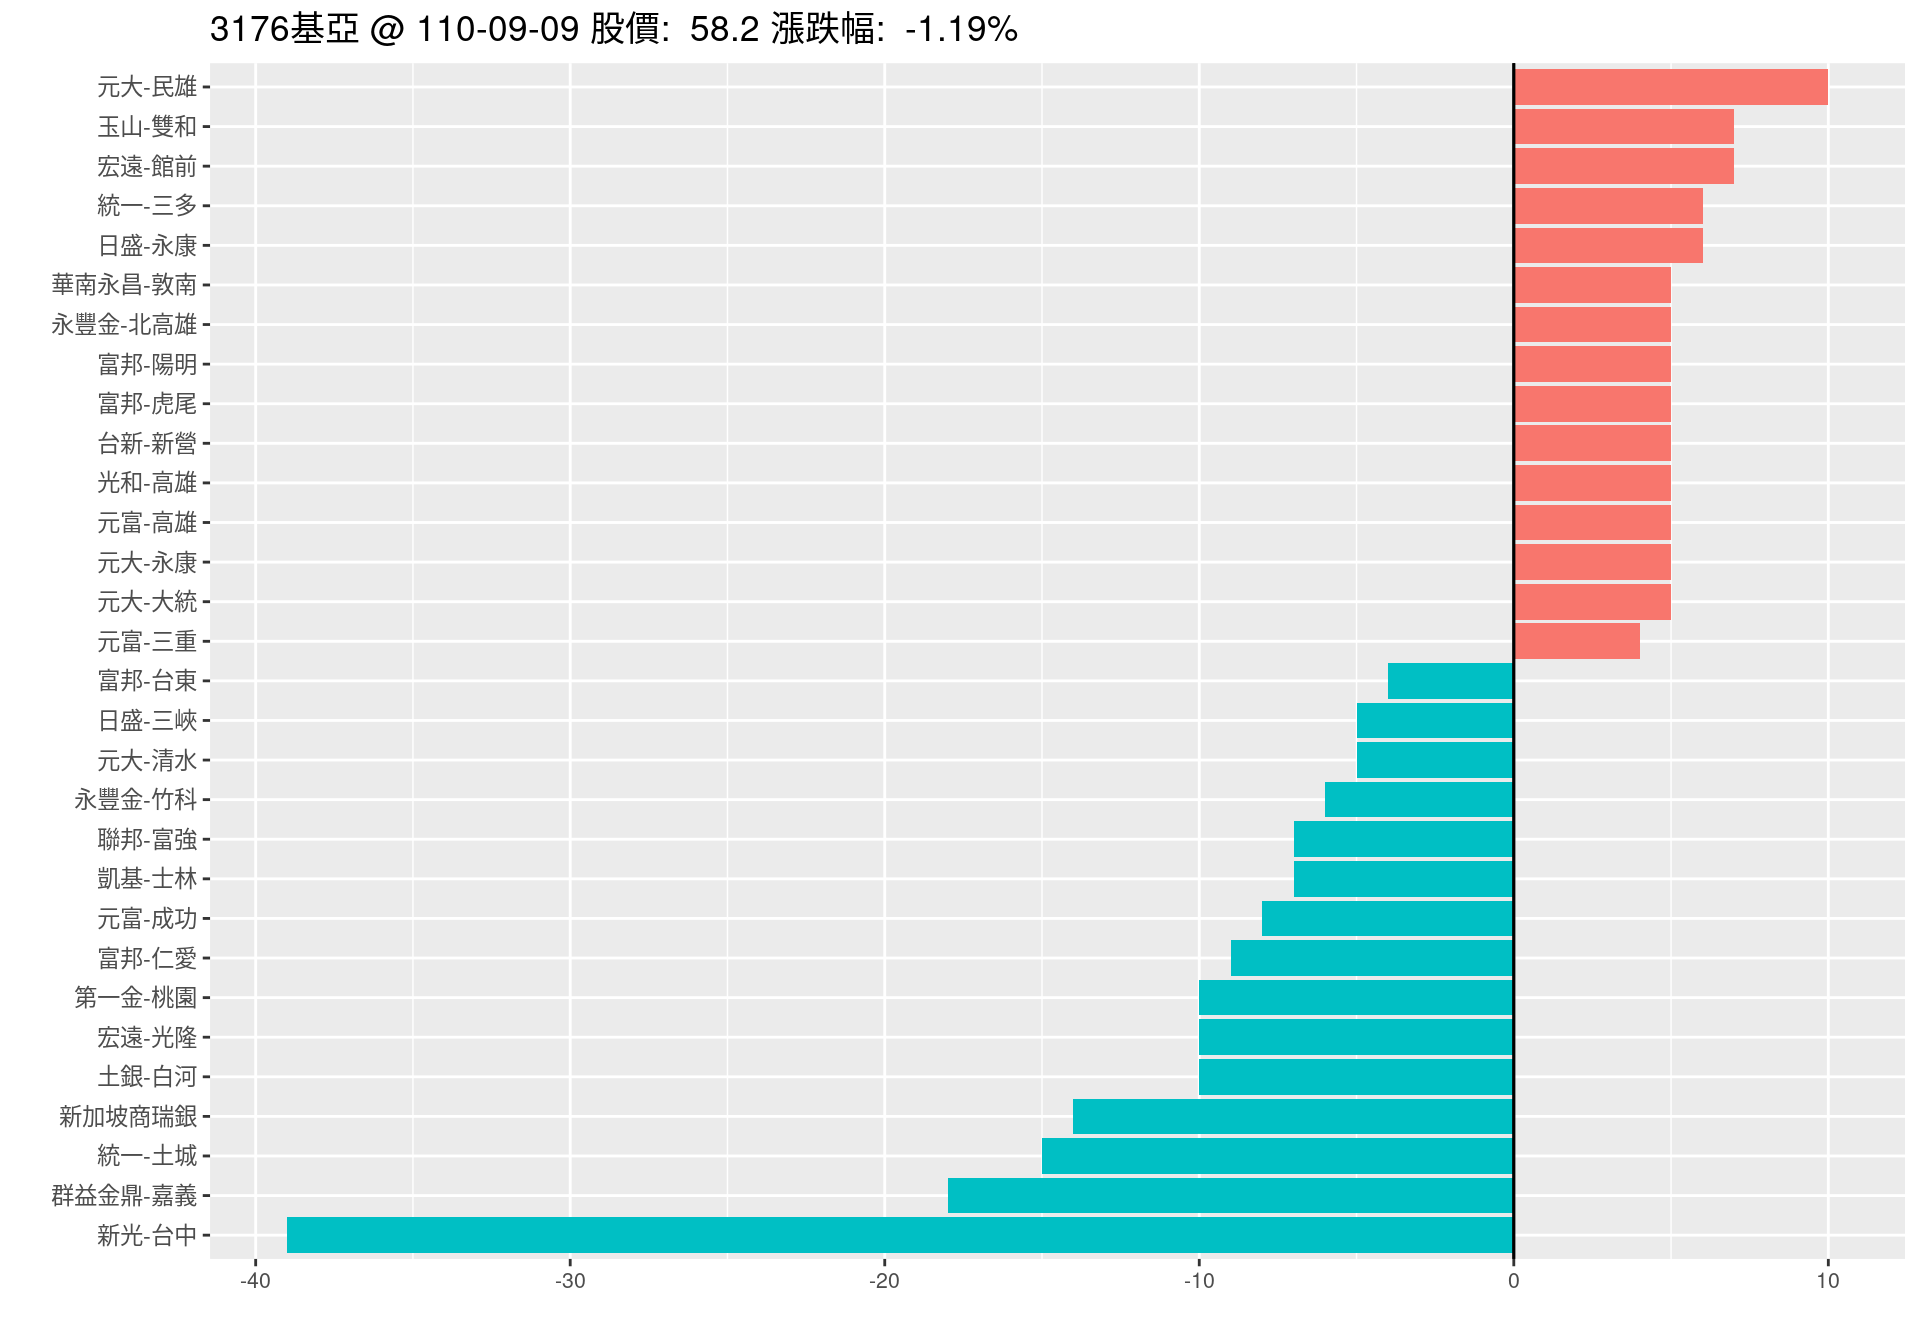 3176基亞 @ 110-09-09 股價:  58.2 漲跌幅:  -1.19%
元大-民雄
玉山-雙和
宏遠-館前
統一-三多
日盛-永康
華南永昌-敦南
永豐金-北高雄
富邦-陽明
富邦-虎尾
台新-新營
光和-高雄
元富-高雄
元大-永康
元大-大統
元富-三重
富邦-台東
日盛-三峽
元大-清水
永豐金-竹科
聯邦-富強
凱基-士林
元富-成功
富邦-仁愛
第一金-桃園
宏遠-光隆
土銀-白河
新加坡商瑞銀
統一-土城
群益金鼎-嘉義
新光-台中
-40 -30 -20 -10 0 10